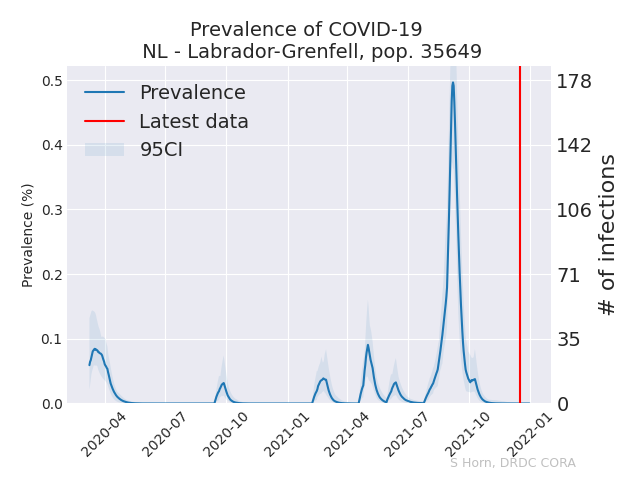 Prevalence of COVID-19
NL - Labrador-Grenfell, pop. 35649
Prevalence
Latest data
95CI
Prevalence (%)
0.5
0.4
0.3
0.2
0.1
0.0
178
142
106
71
35
0
# of infections
2020-04
2020-07
2020-10
2021-01
2021-04
2021-07
2021-10
2022-01
S Horn, DRDC CORA